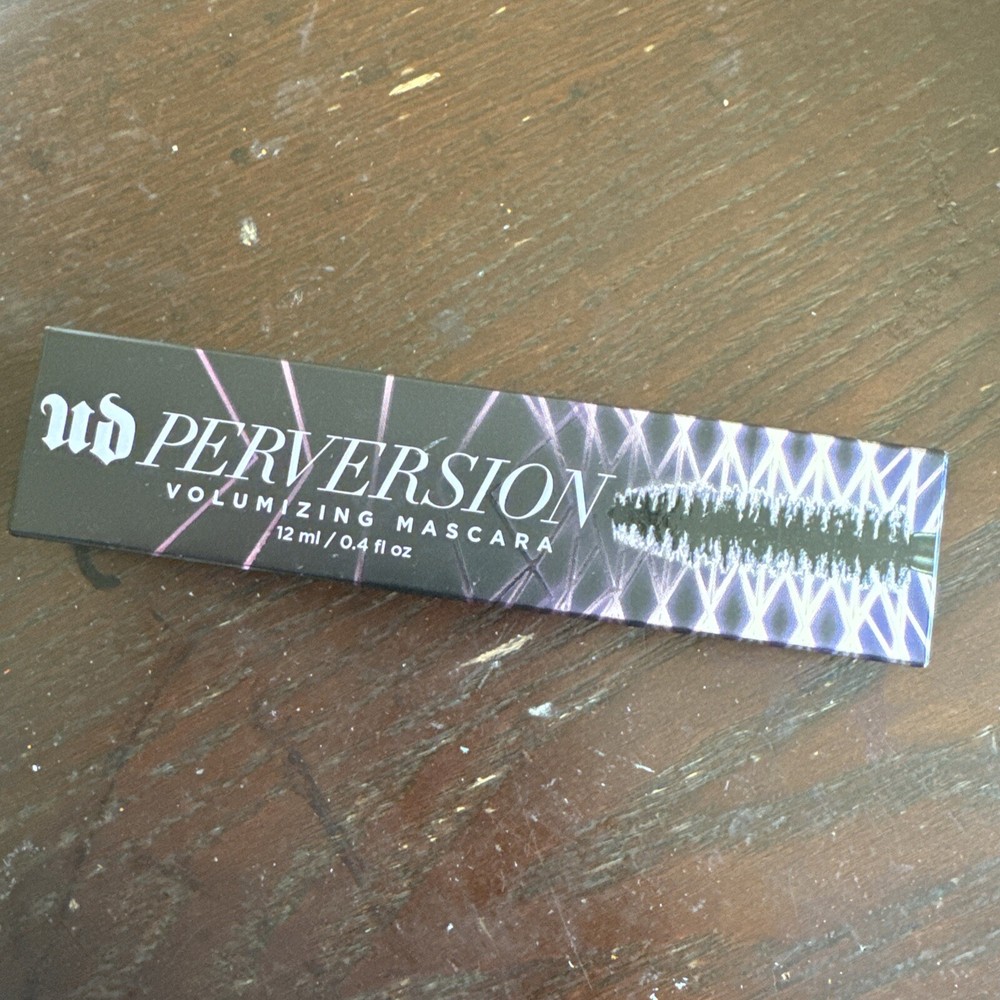 UD PERVERSION
VOLUMIZING MASCARA
12 ml / 0.4 fl oz